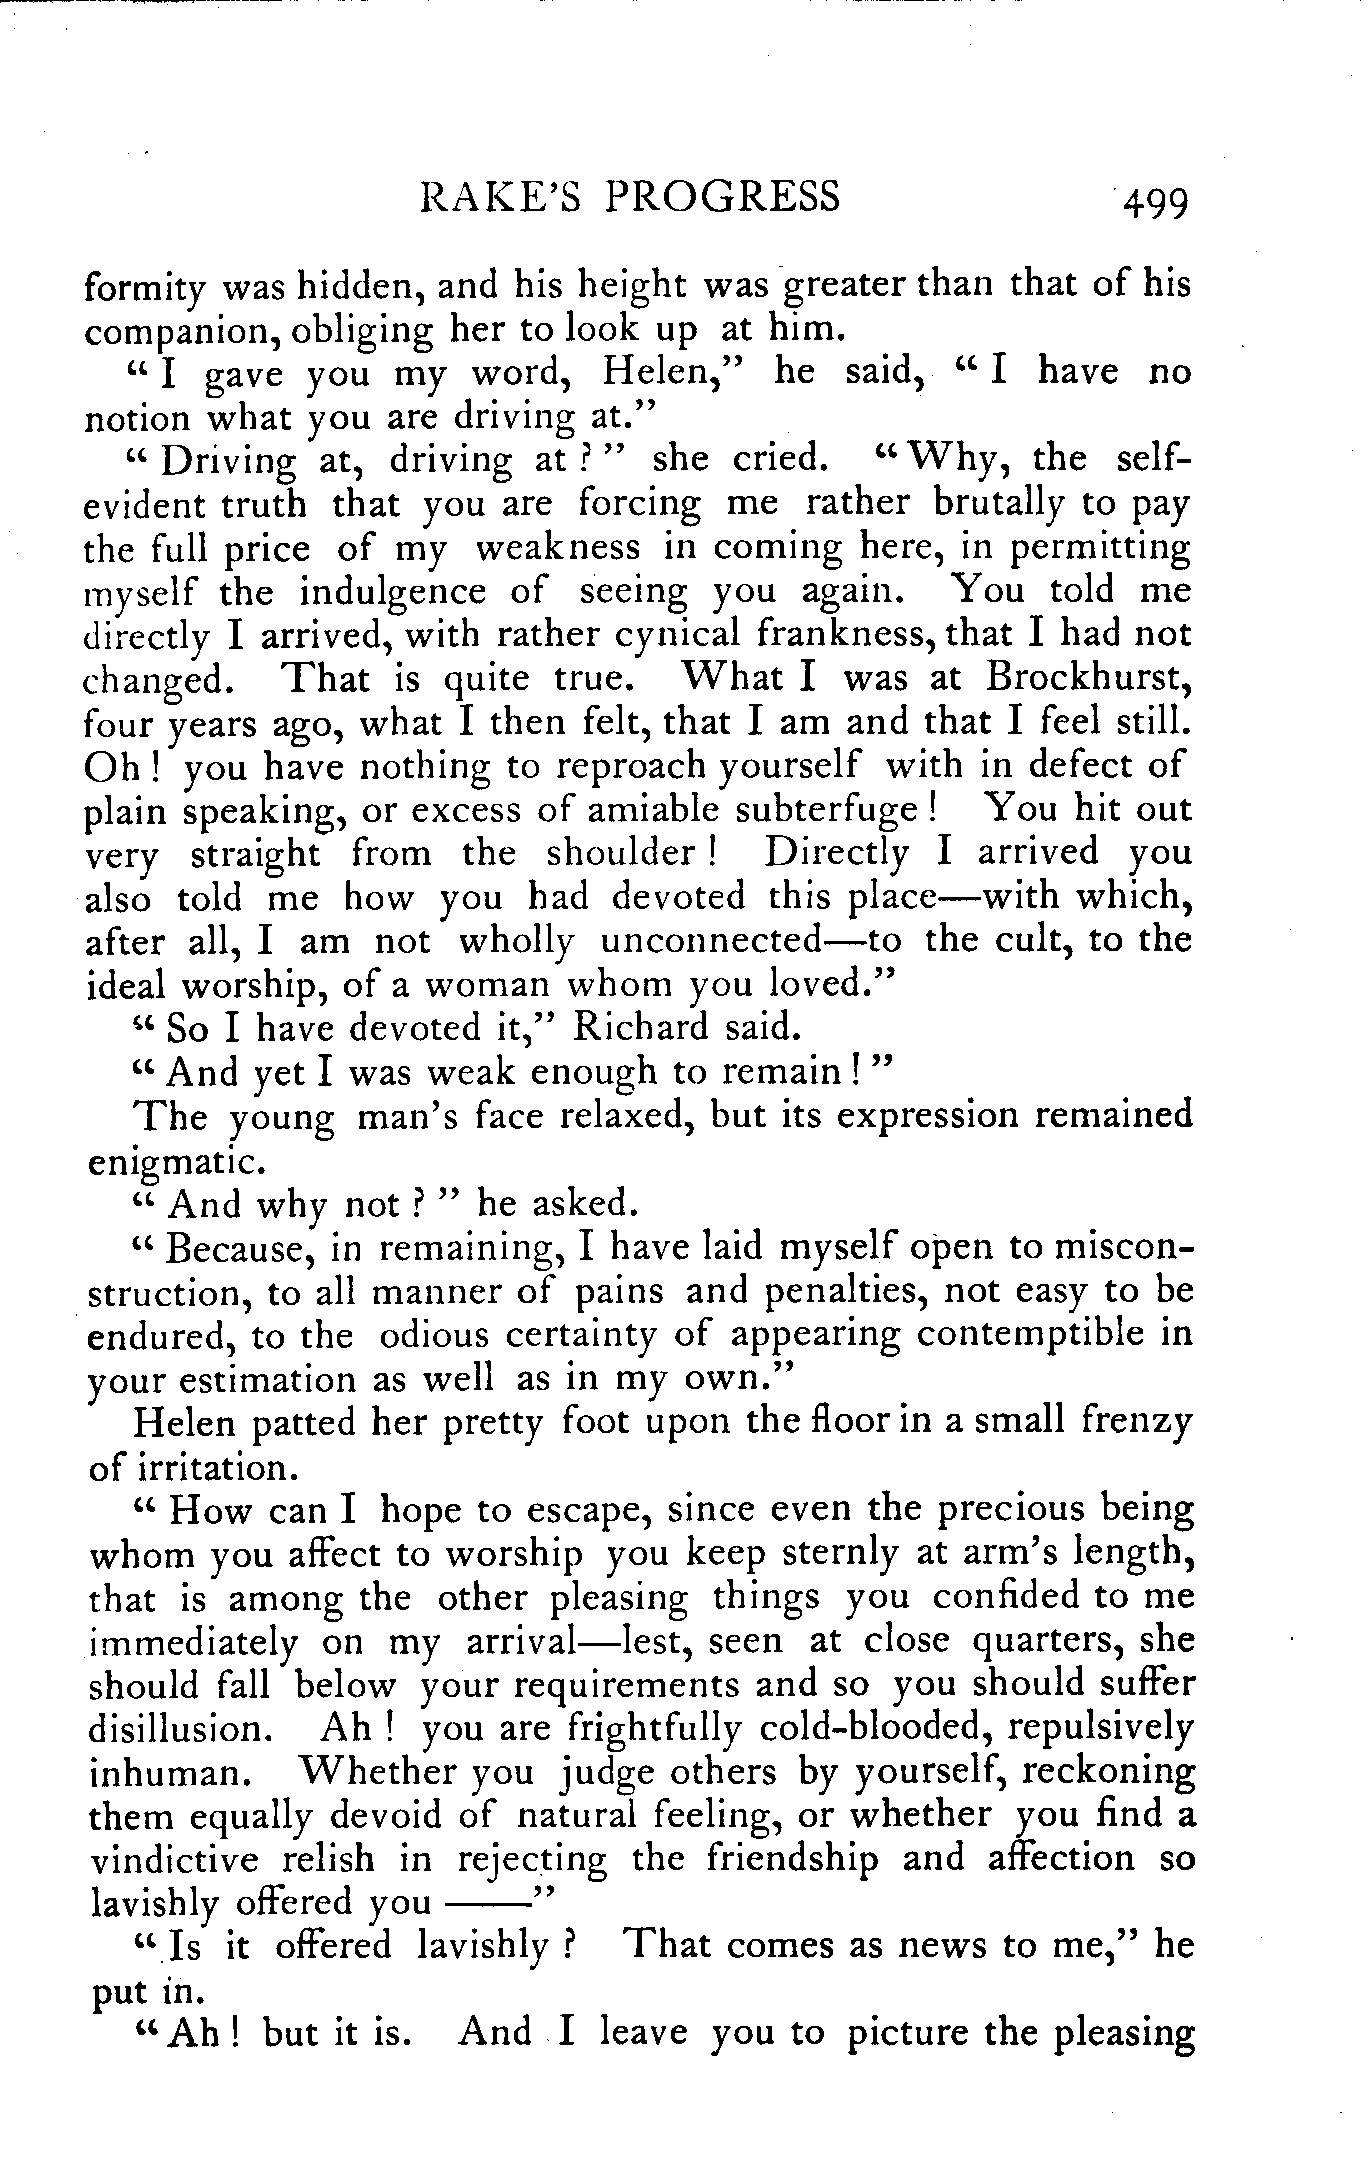 RAKE'S PROGRESS 499
formity was hidden, and his height was greater than that of his
companion, obliging her to look up at him.
" I gave you my word, Helen," he said, " I have no
notion what you are driving at."
" Driving at, driving at ? " she cried. " Why, the self-
evident truth that you are forcing me rather brutally to pay
the full price of my weakness in coming here, in permitting
myself the indulgence of seeing you again. You told me
directly I arrived, with rather cynical frankness, that I had not
changed. That is quite true. What I was at Brockhurst,
four years ago, what I then felt, that I am and that I feel still.
Oh ! you have nothing to reproach yourself with in defect of
plain speaking, or excess of amiable subterfuge ! You hit out
very straight from the shoulder ! Directly I arrived you
also told me how you had devoted this place—with which,
after all, I am not wholly unconnected—to the cult, to the
ideal worship, of a woman whom you loved."
" So I have devoted it," Richard said.
" And yet I was weak enough to remain ! "
The young man's face relaxed, but its expression remained
enigmatic.
" And why not ? " he asked.
" Because, in remaining, I have laid myself open to miscon-
struction, to all manner of pains and penalties, not easy to be
endured, to the odious certainty of appearing contemptible in
your estimation as well as in my own."
Helen patted her pretty foot upon the floor in a small frenzy
of irritation.
" How can I hope to escape, since even the precious being
whom you affect to worship you keep sternly at arm's length,
that is among the other pleasing things you confided to me
immediately on my arrival—lest, seen at close quarters, she
should fall below your requirements and so you should suffer
disillusion. Ah ! you are frightfully cold-blooded, repulsively
inhuman. Whether you judge others by yourself, reckoning
them equally devoid of natural feeling, or whether you find a
vindictive relish in rejecting the friendship and affection so
lavishly offered you ——"
" Is it offered lavishly ? That comes as news to me," he
put in.
" Ah ! but it is. And I leave you to picture the pleasing